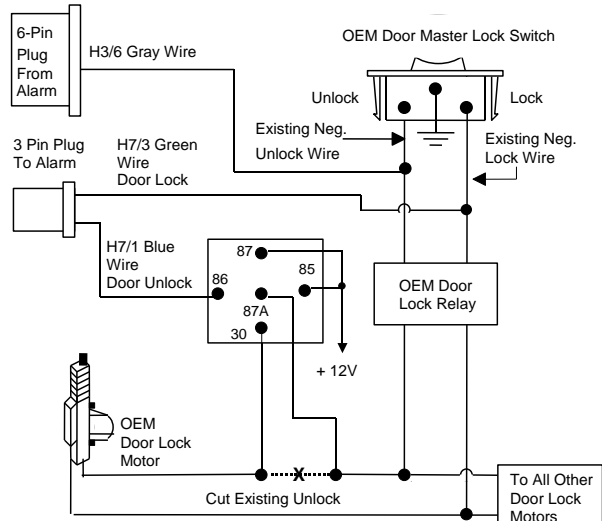 6-Pin
Plug
From
Alarm
H3/6 Gray Wire
OEM Door Master Lock Switch
Unlock
Lock
Existing Neg.
Unlock Wire
Existing Neg.
Lock Wire
3 Pin Plug
To Alarm
H7/3 Green
Wire
Door Lock
H7/1 Blue
Wire
Door Unlock
87
86
85
87A
30
+ 12V
OEM Door
Lock Relay
OEM
Door Lock
Motor
X
Cut Existing Unlock
To All Other
Door Lock
Motors